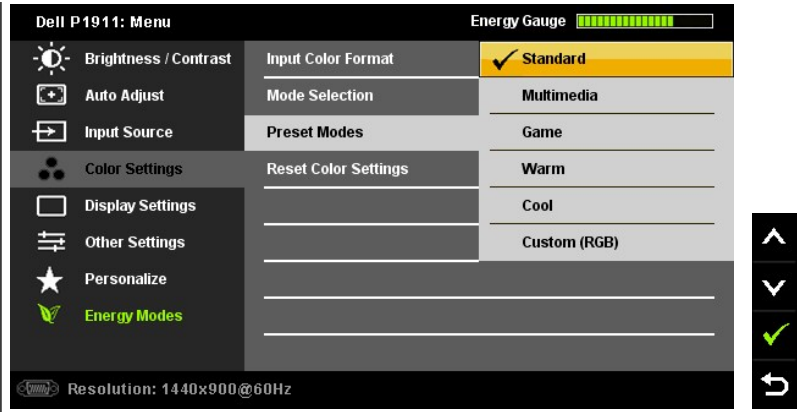 Dell P1911: Menu
Energy Gauge
Brightness / Contrast
Auto Adjust
Input Source
Color Settings
Display Settings
Other Settings
Personalize
Energy Modes
Input Color Format
Mode Selection
Preset Modes
Reset Color Settings
Standard
Multimedia
Game
Warm
Cool
Custom (RGB)
Resolution: 1440x900@60Hz